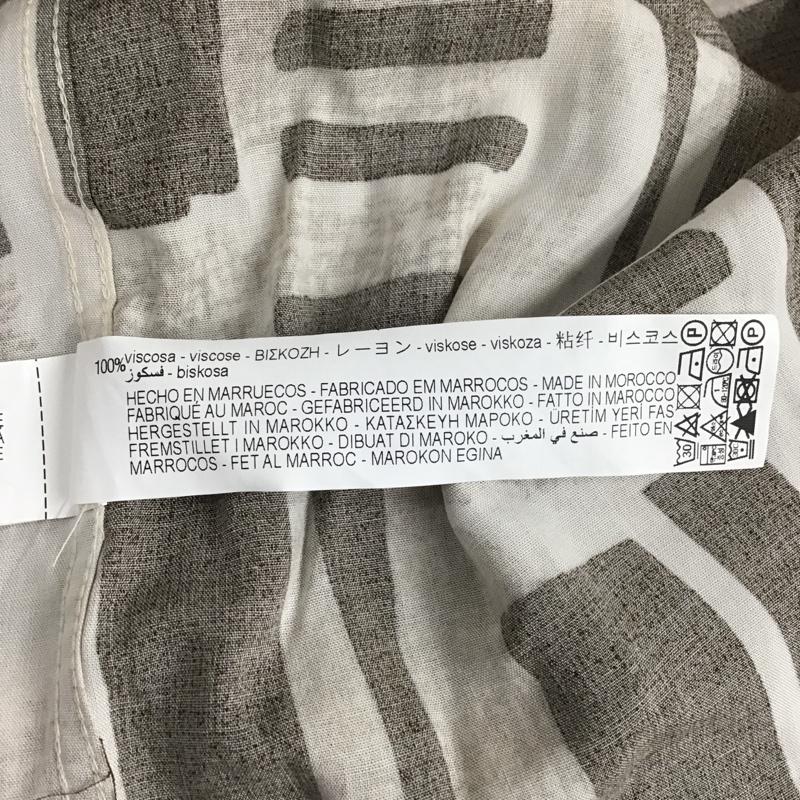 100% viscosa - viscose - ΒΙΣΚΟΖΗ - レーヨン - viskose - viskoza - 粘纤 - 비스코스
فسكوز - biskosa
HECHO EN MARRUECOS - FABRICADO EM MARROCOS - MADE IN MOROCCO
FABRIQUÉ AU MAROC - GEFABRICEERD IN MAROKKO - FATTO IN MAROCCO
HERGESTELLT IN MAROKKO - ΚΑΤΑΣΚΕΥΗ ΜΑΡΟΚΟ - ÜRETİM YERİ FAS
FREMSTILLET I MAROKKO - DIBUAT DI MAROKO - صنع في المغرب - FEITO EN
MARROCOS - FET AL MARROC - MAROKON EGINA